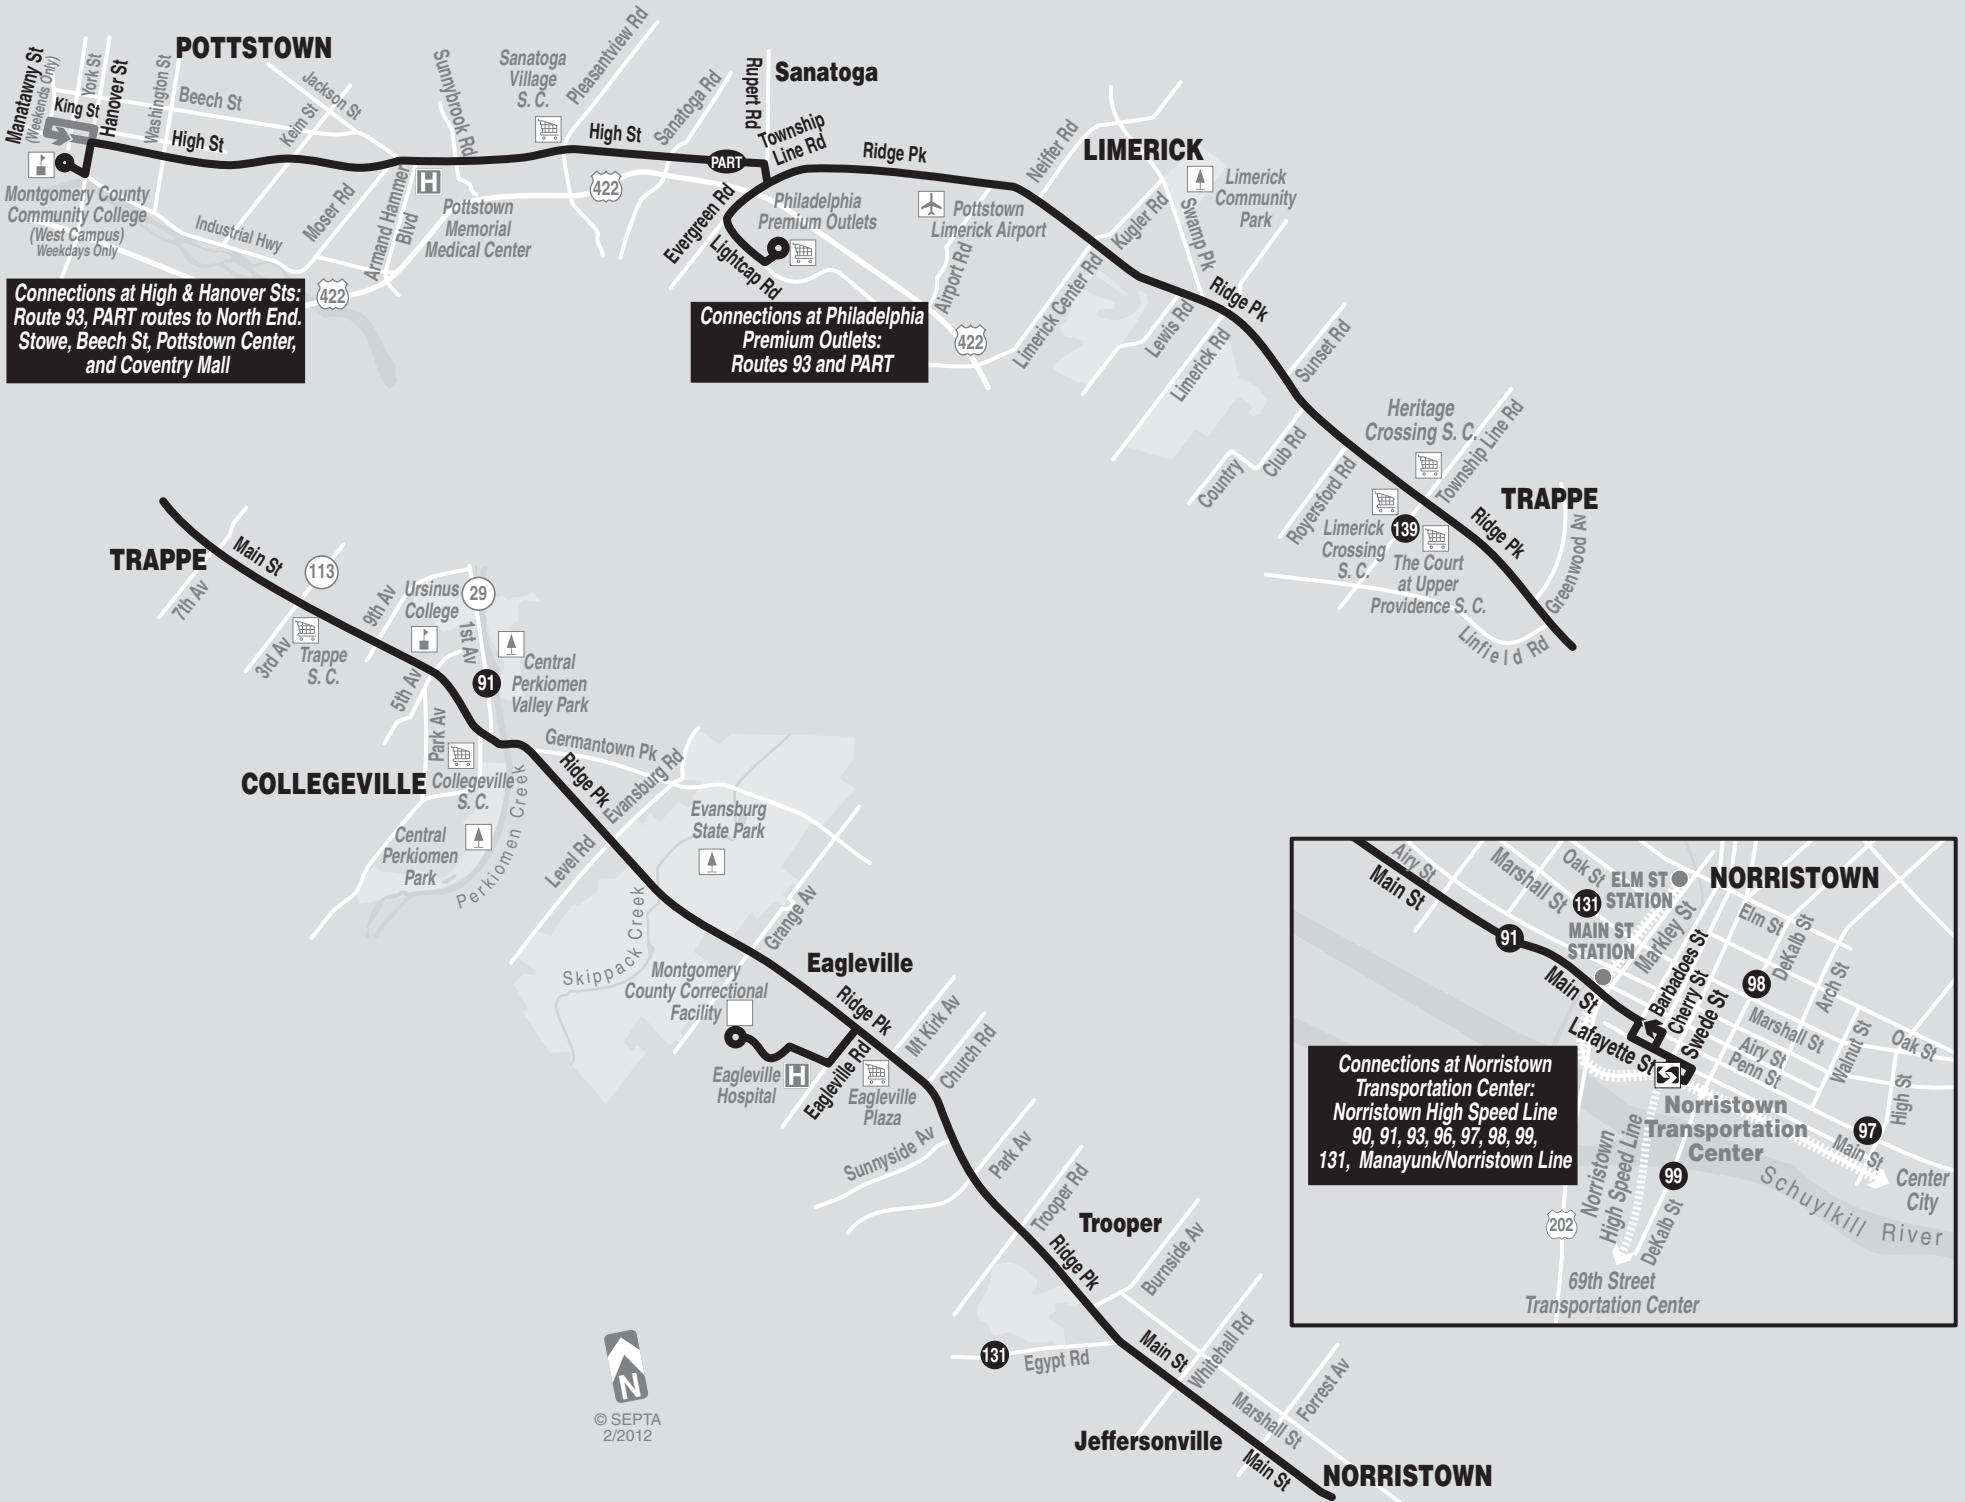 POTTSTOWN
Manatawny St
(Weekends Only)
York St
Hanover St
King St
Washington St
Beech St
High St
Keim St
Jackson St
Sunnybrook Rd
Sanatoga
Village
S. C.
Pleasantview Rd
High St
Sanatoga Rd
Rupert Rd
Sanatoga
Township
Line Rd
PART
Ridge Pk
Neiffer Rd
LIMERICK
Limerick
Community
Park
Montgomery County
Community College
(West Campus)
Weekdays Only
Industrial Hwy
Moser Rd
Armand Hammer
Blvd
H
Pottstown
Memorial
Medical Center
422
422
Evergreen Rd
Lightcap Rd
Philadelphia
Premium Outlets
Pottstown
Limerick Airport
Airport Rd
422
Limerick Center Rd
Kugler Rd
Swamp Pk
Ridge Pk
Lewis Rd
Limerick Rd
Sunset Rd
Connections at High & Hanover Sts:
Route 93, PART routes to North End.
Stowe, Beech St, Pottstown Center,
and Coventry Mall
Connections at Philadelphia
Premium Outlets:
Routes 93 and PART
Country
Club Rd
Royersford Rd
Heritage
Crossing S. C.
Township Line Rd
TRAPPE
Limerick
Crossing
S. C.
139
The Court
at Upper
Providence S. C.
Ridge Pk
Greenwood Av
Linfield Rd
TRAPPE
Main St
7th Av
113
3rd Av
Trappe
S. C.
9th Av
Ursinus
College
29
1st Av
91
Central
Perkiomen
Valley Park
5th Av
Park Av
COLLEGEVILLE
Collegeville
S. C.
Central
Perkiomen
Park
Perkiomen Creek
Germantown Pk
Ridge Pk
Evansburg Rd
Level Rd
Evansburg
State Park
Skippack Creek
Grange Av
Montgomery
County Correctional
Facility
Eagleville
Ridge Pk
Eagleville
Hospital
H
Eagleville Rd
Eagleville
Plaza
Mt Kirk Av
Church Rd
Sunnyside Av
Park Av
Trooper Rd
Trooper
Ridge Pk
Burnside Av
131
Egypt Rd
Main St
Whitehall Rd
Marshall St
Forrest Av
Jeffersonville
Main St
NORRISTOWN
N
© SEPTA
2/2012
Airy St
Main St
Marshall St
Oak St
131
ELM ST
STATION
NORRISTOWN
MAIN ST
STATION
Markley St
Elm St
DeKalb St
91
Main St
Barbadoes St
Cherry St
Swede St
98
Arch St
Lafayette St
Marshall St
Airy St
Penn St
Walnut St
Oak St
High St
Connections at Norristown
Transportation Center:
Norristown High Speed Line
90, 91, 93, 96, 97, 98, 99,
131, Manayunk/Norristown Line
Norristown
Transportation
Center
97
Main St
Center
City
Norristown
High Speed Line
99
DeKalb St
Schuylkill River
202
69th Street
Transportation Center